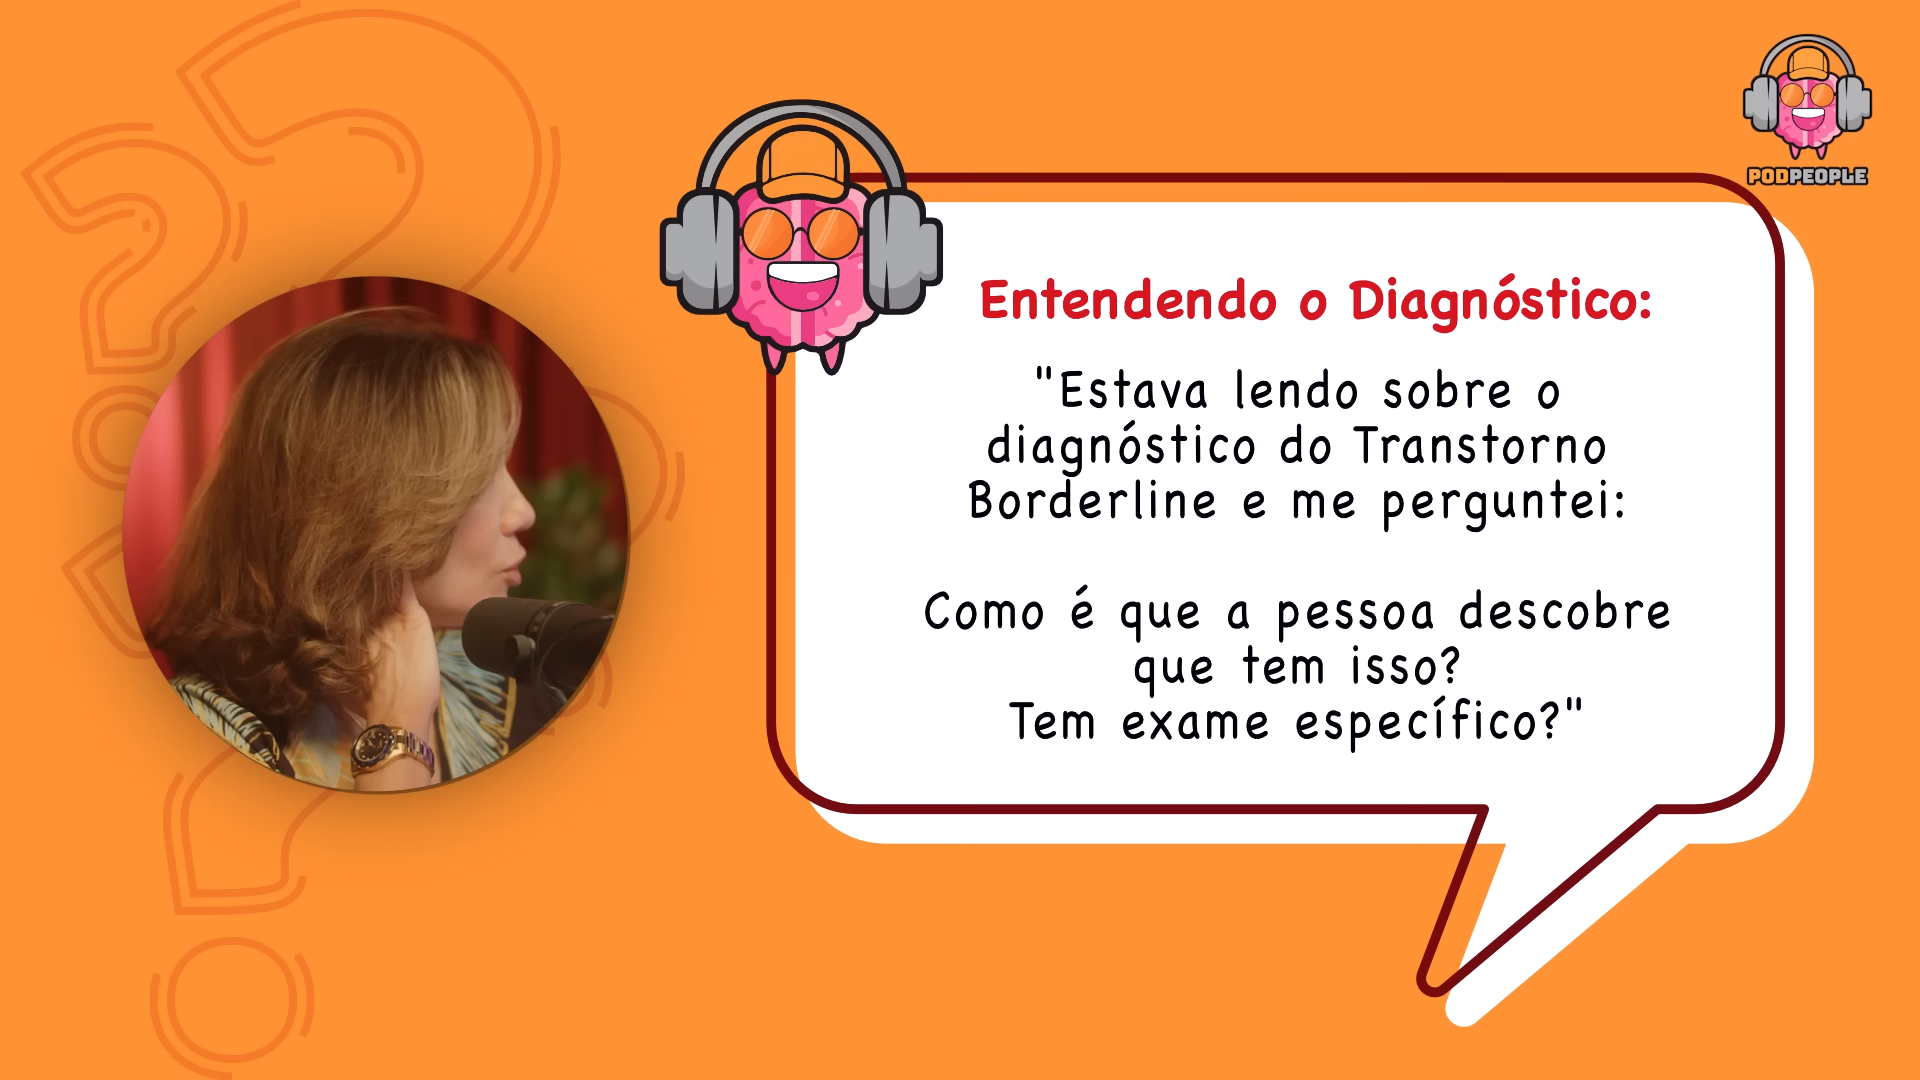 PODPEOPLE
Entendendo o Diagnóstico:
"Estava lendo sobre o
diagnóstico do Transtorno
Borderline e me perguntei:
Como é que a pessoa descobre
que tem isso?
Tem exame específico?"